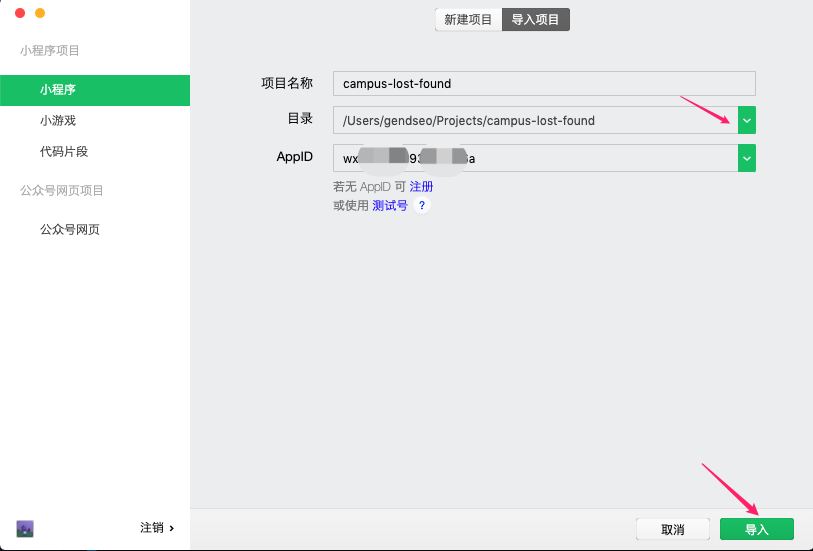 新建项目 导入项目
小程序项目
小程序
小游戏
代码片段
公众号网页项目
公众号网页
项目名称 campus-lost-found
目录 /Users/gendseo/Projects/campus-lost-found
AppID wx
若无 AppID 可 注册
或使用 测试号 ?
注销 ›
取消 导入